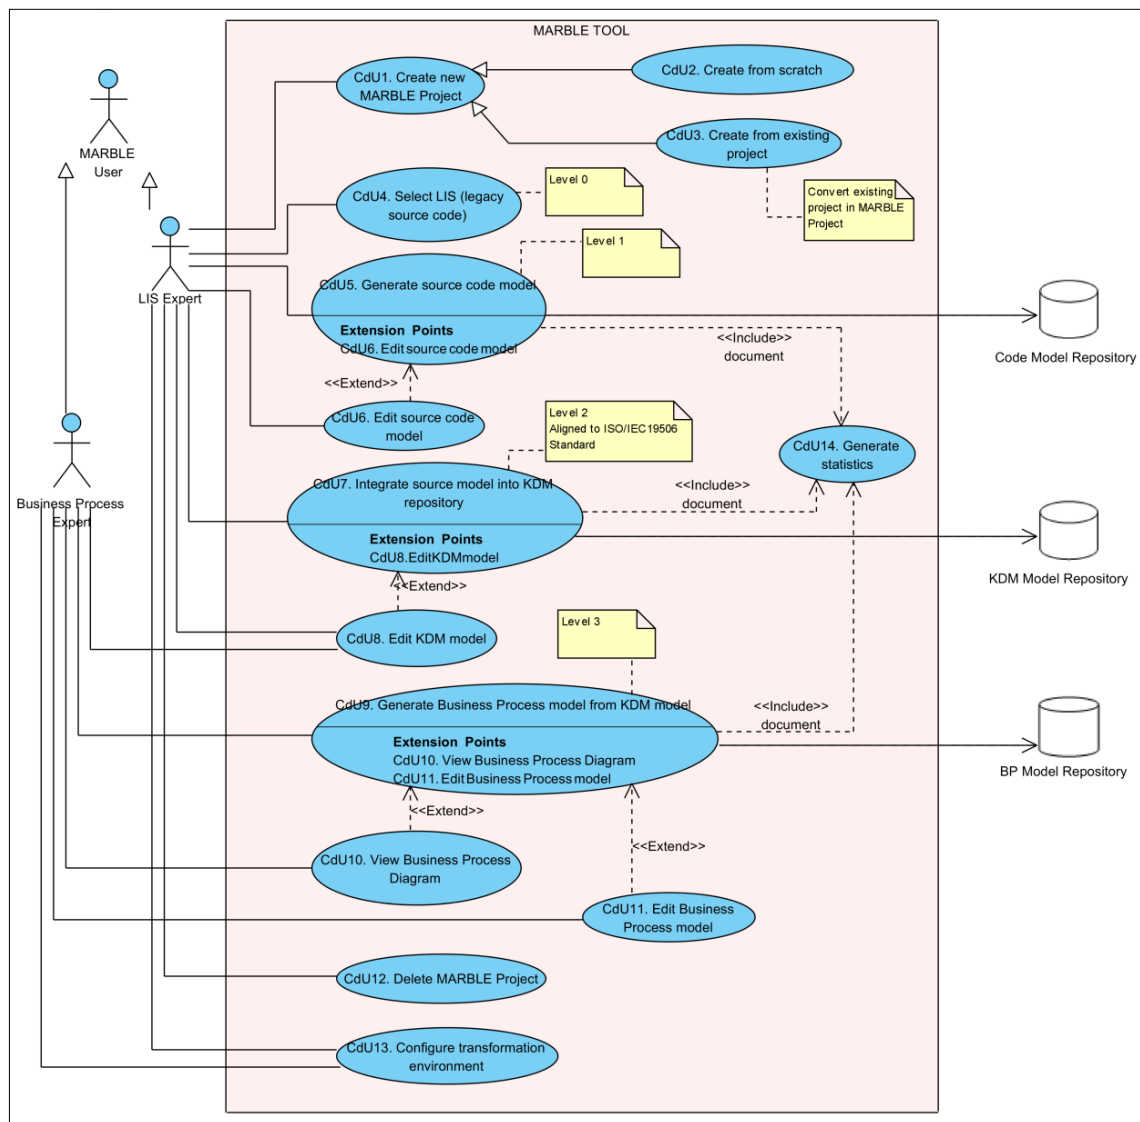 MARBLE TOOL
CdU1. Create new
MARBLE Project
CdU2. Create from scratch
CdU3. Create from existing
project
MARBLE
User
CdU4. Select LIS (legacy
source code)
Level 0
Convert existing
project in MARBLE
Project
Level 1
LIS Expert
CdU5. Generate source code model
Extension Points
CdU6. Edit source code model
<<Include>>
document
Code Model Repository
<<Extend>>
CdU6. Edit source code
model
Level 2
Aligned to ISO/IEC19506
Standard
CdU14. Generate
statistics
Business Process
Expert
CdU7. Integrate source model into KDM
repository
Extension Points
CdU8.EditKDMmodel
<<Include>>
document
KDM Model Repository
<<Extend>>
CdU8. Edit KDM model
Level 3
CdU9. Generate Business Process model from KDM model
Extension Points
CdU10. View Business Process Diagram
CdU11. Edit Business Process model
<<Include>>
document
BP Model Repository
<<Extend>>
<<Extend>>
CdU10. View Business Process
Diagram
CdU11. Edit Business
Process model
CdU12. Delete MARBLE Project
CdU13. Configure transformation
environment